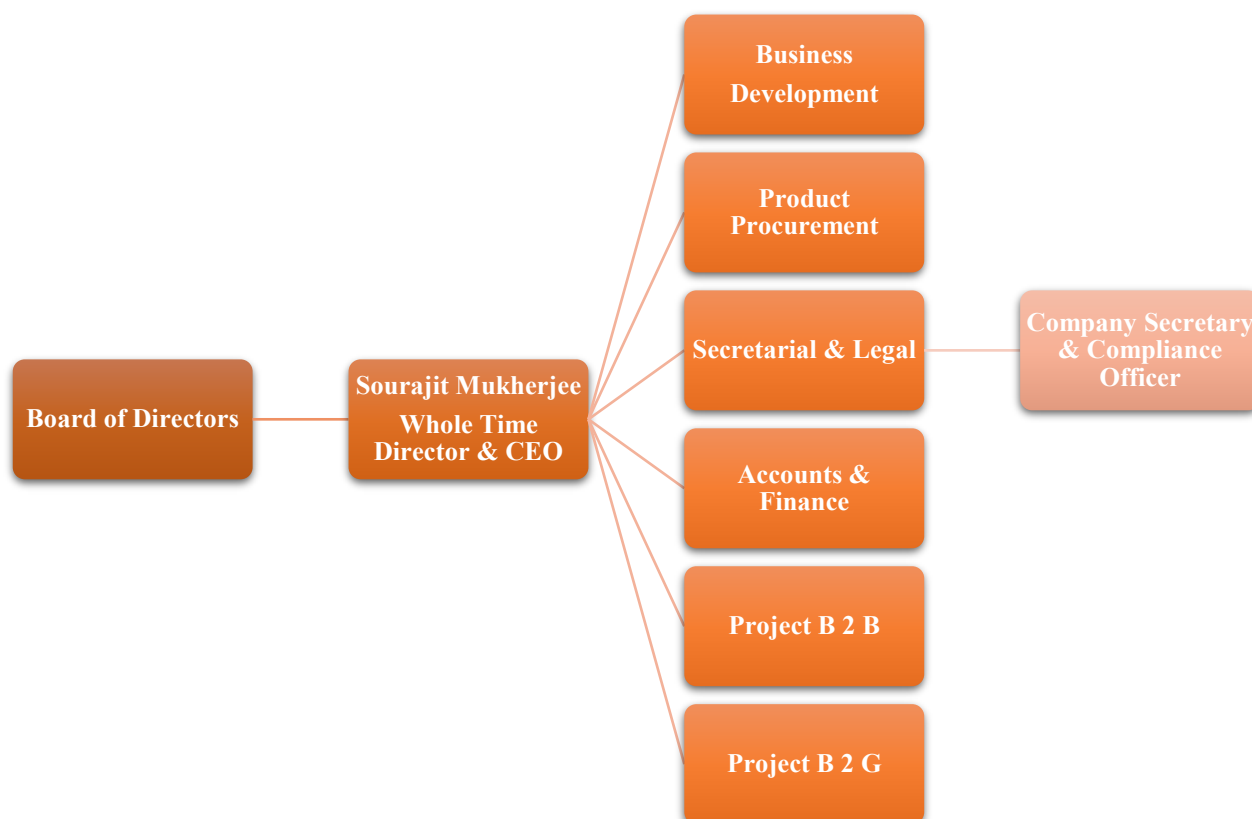 Business
Development
Product
Procurement
Secretarial & Legal
Company Secretary
& Compliance
Officer
Board of Directors
Sourajit Mukherjee
Whole Time
Director & CEO
Accounts &
Finance
Project B 2 B
Project B 2 G